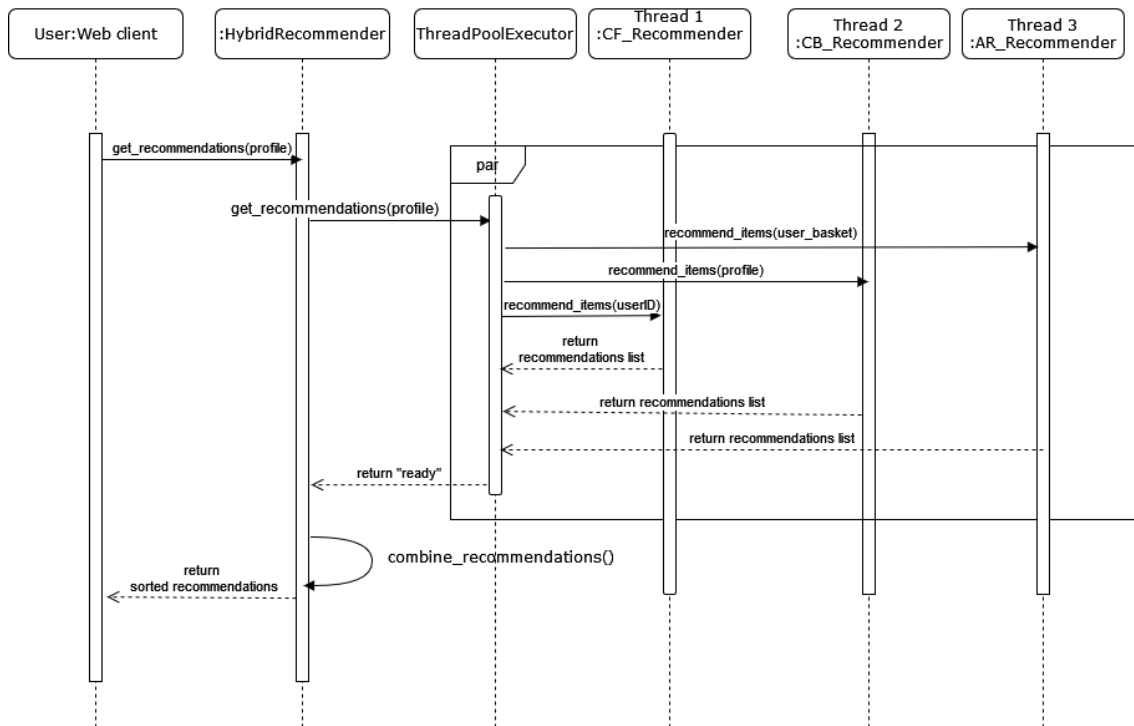 User:Web client
:HybridRecommender
ThreadPoolExecutor
Thread 1
:CF_Recommender
Thread 2
:CB_Recommender
Thread 3
:AR_Recommender
get_recommendations(profile)
par
get_recommendations(profile)
recommend_items(user_basket)
recommend_items(profile)
recommend_items(userID)
return
recommendations list
return recommendations list
return recommendations list
return "ready"
combine_recommendations()
return
sorted recommendations